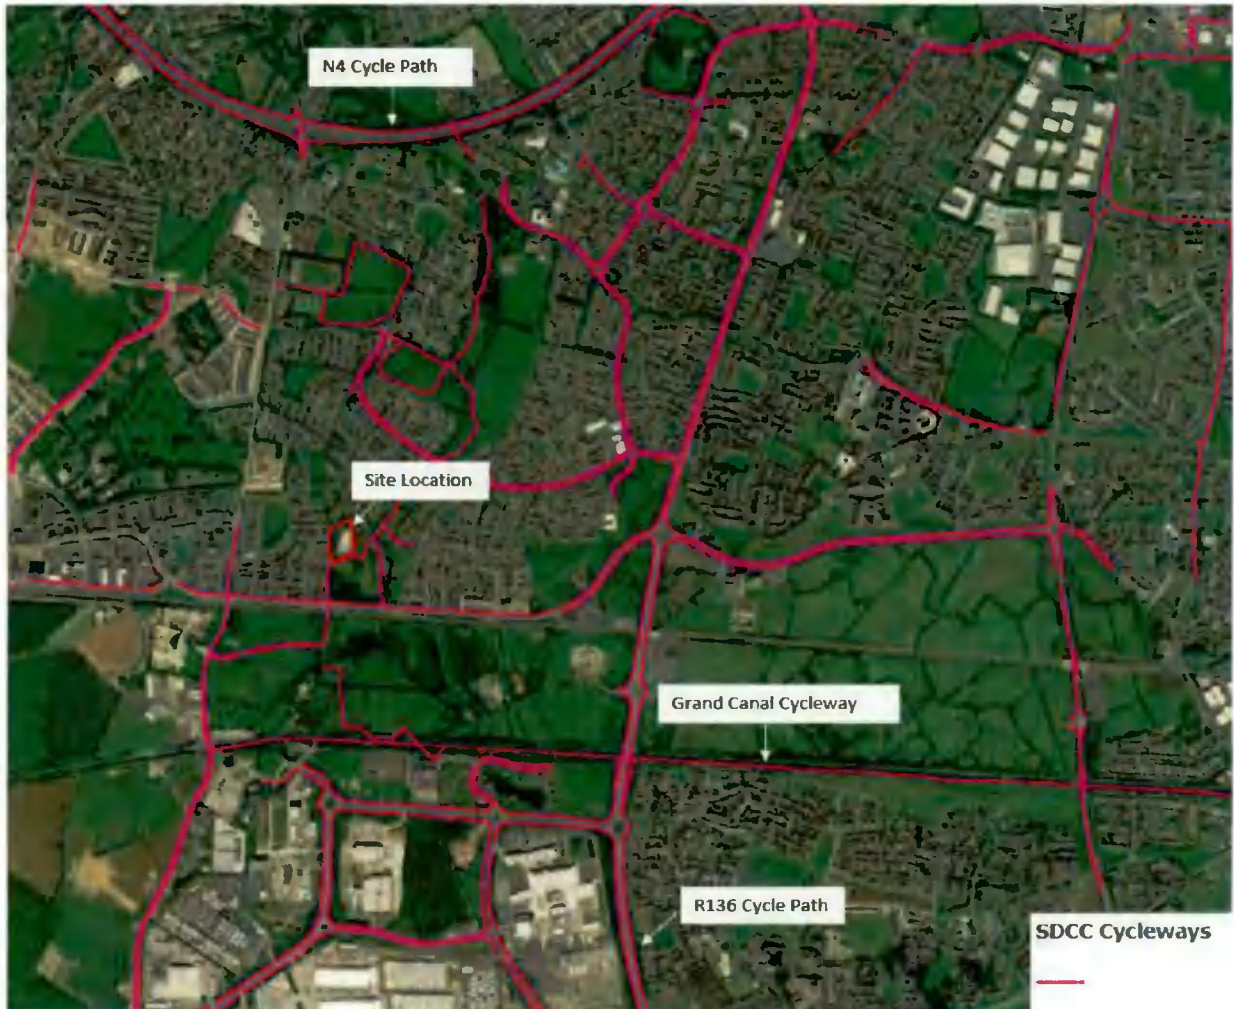 N4 Cycle Path
Site Location
Grand Canal Cycleway
R136 Cycle Path
SDCC Cycleways